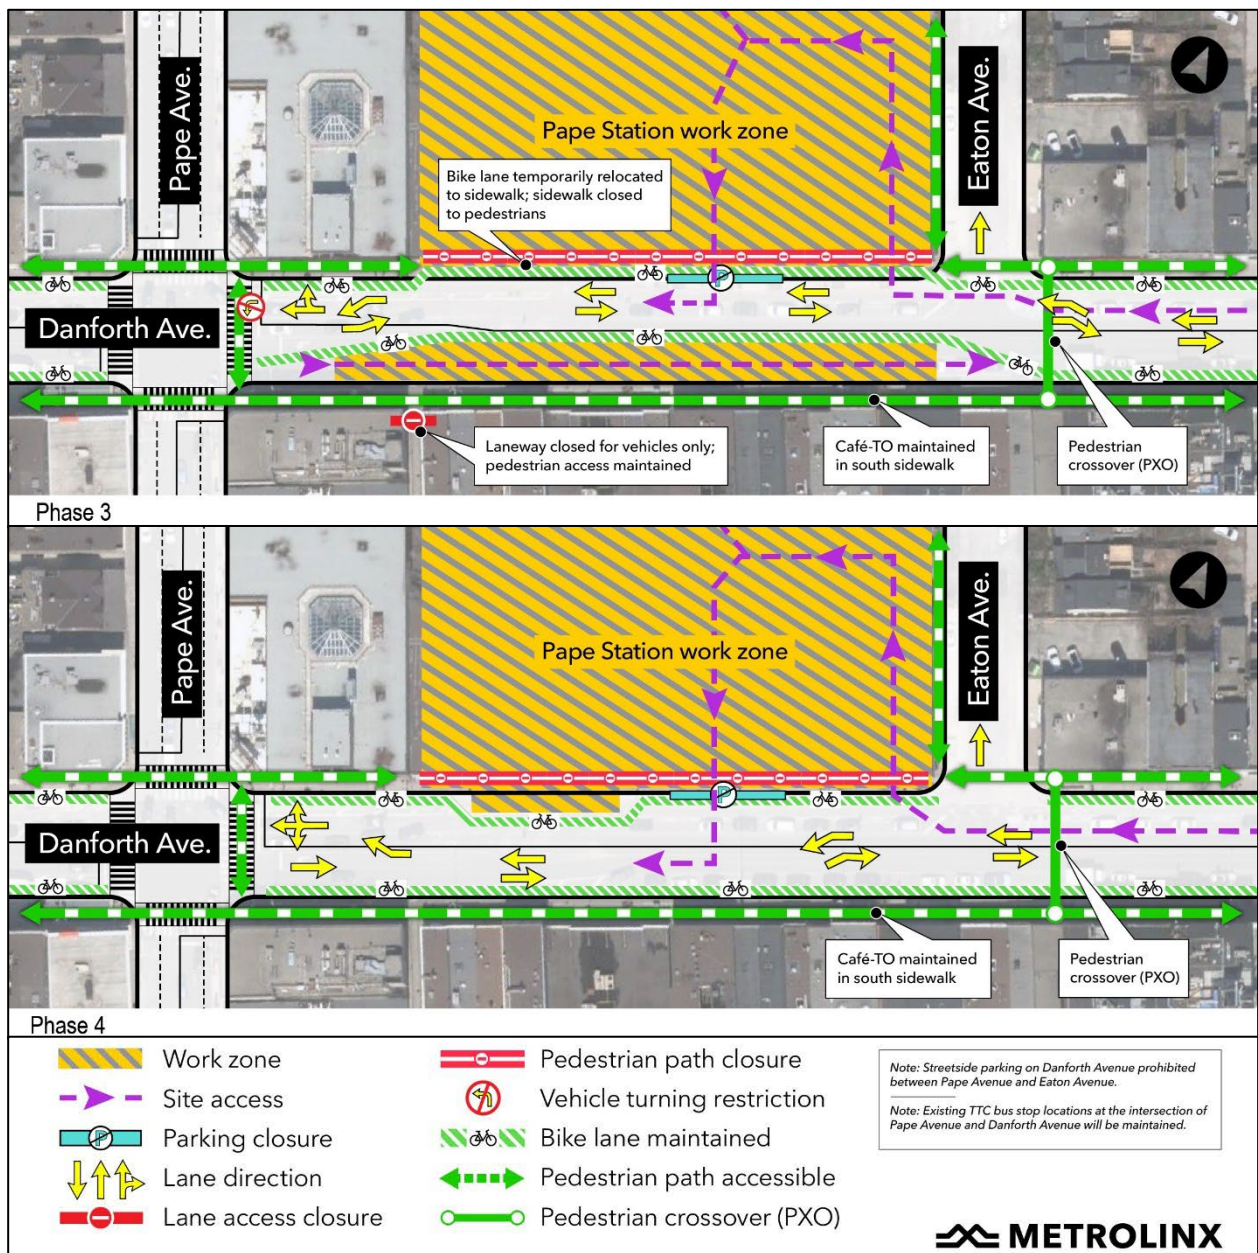 Pape Ave.
Pape Station work zone
Eaton Ave.
Bike lane temporarily relocated
to sidewalk; sidewalk closed
to pedestrians
P
Danforth Ave.
Laneway closed for vehicles only;
pedestrian access maintained
Café-TO maintained
in south sidewalk
Pedestrian
crossover (PXO)
Phase 3
Pape Ave.
Pape Station work zone
Eaton Ave.
P
Danforth Ave.
Café-TO maintained
in south sidewalk
Pedestrian
crossover (PXO)
Phase 4
Work zone
Site access
P
Parking closure
Lane direction
Lane access closure
Pedestrian path closure
Vehicle turning restriction
Bike lane maintained
Pedestrian path accessible
Pedestrian crossover (PXO)
Note: Streetside parking on Danforth Avenue prohibited
between Pape Avenue and Eaton Avenue.
Note: Existing TTC bus stop locations at the intersection of
Pape Avenue and Danforth Avenue will be maintained.
METROLINX